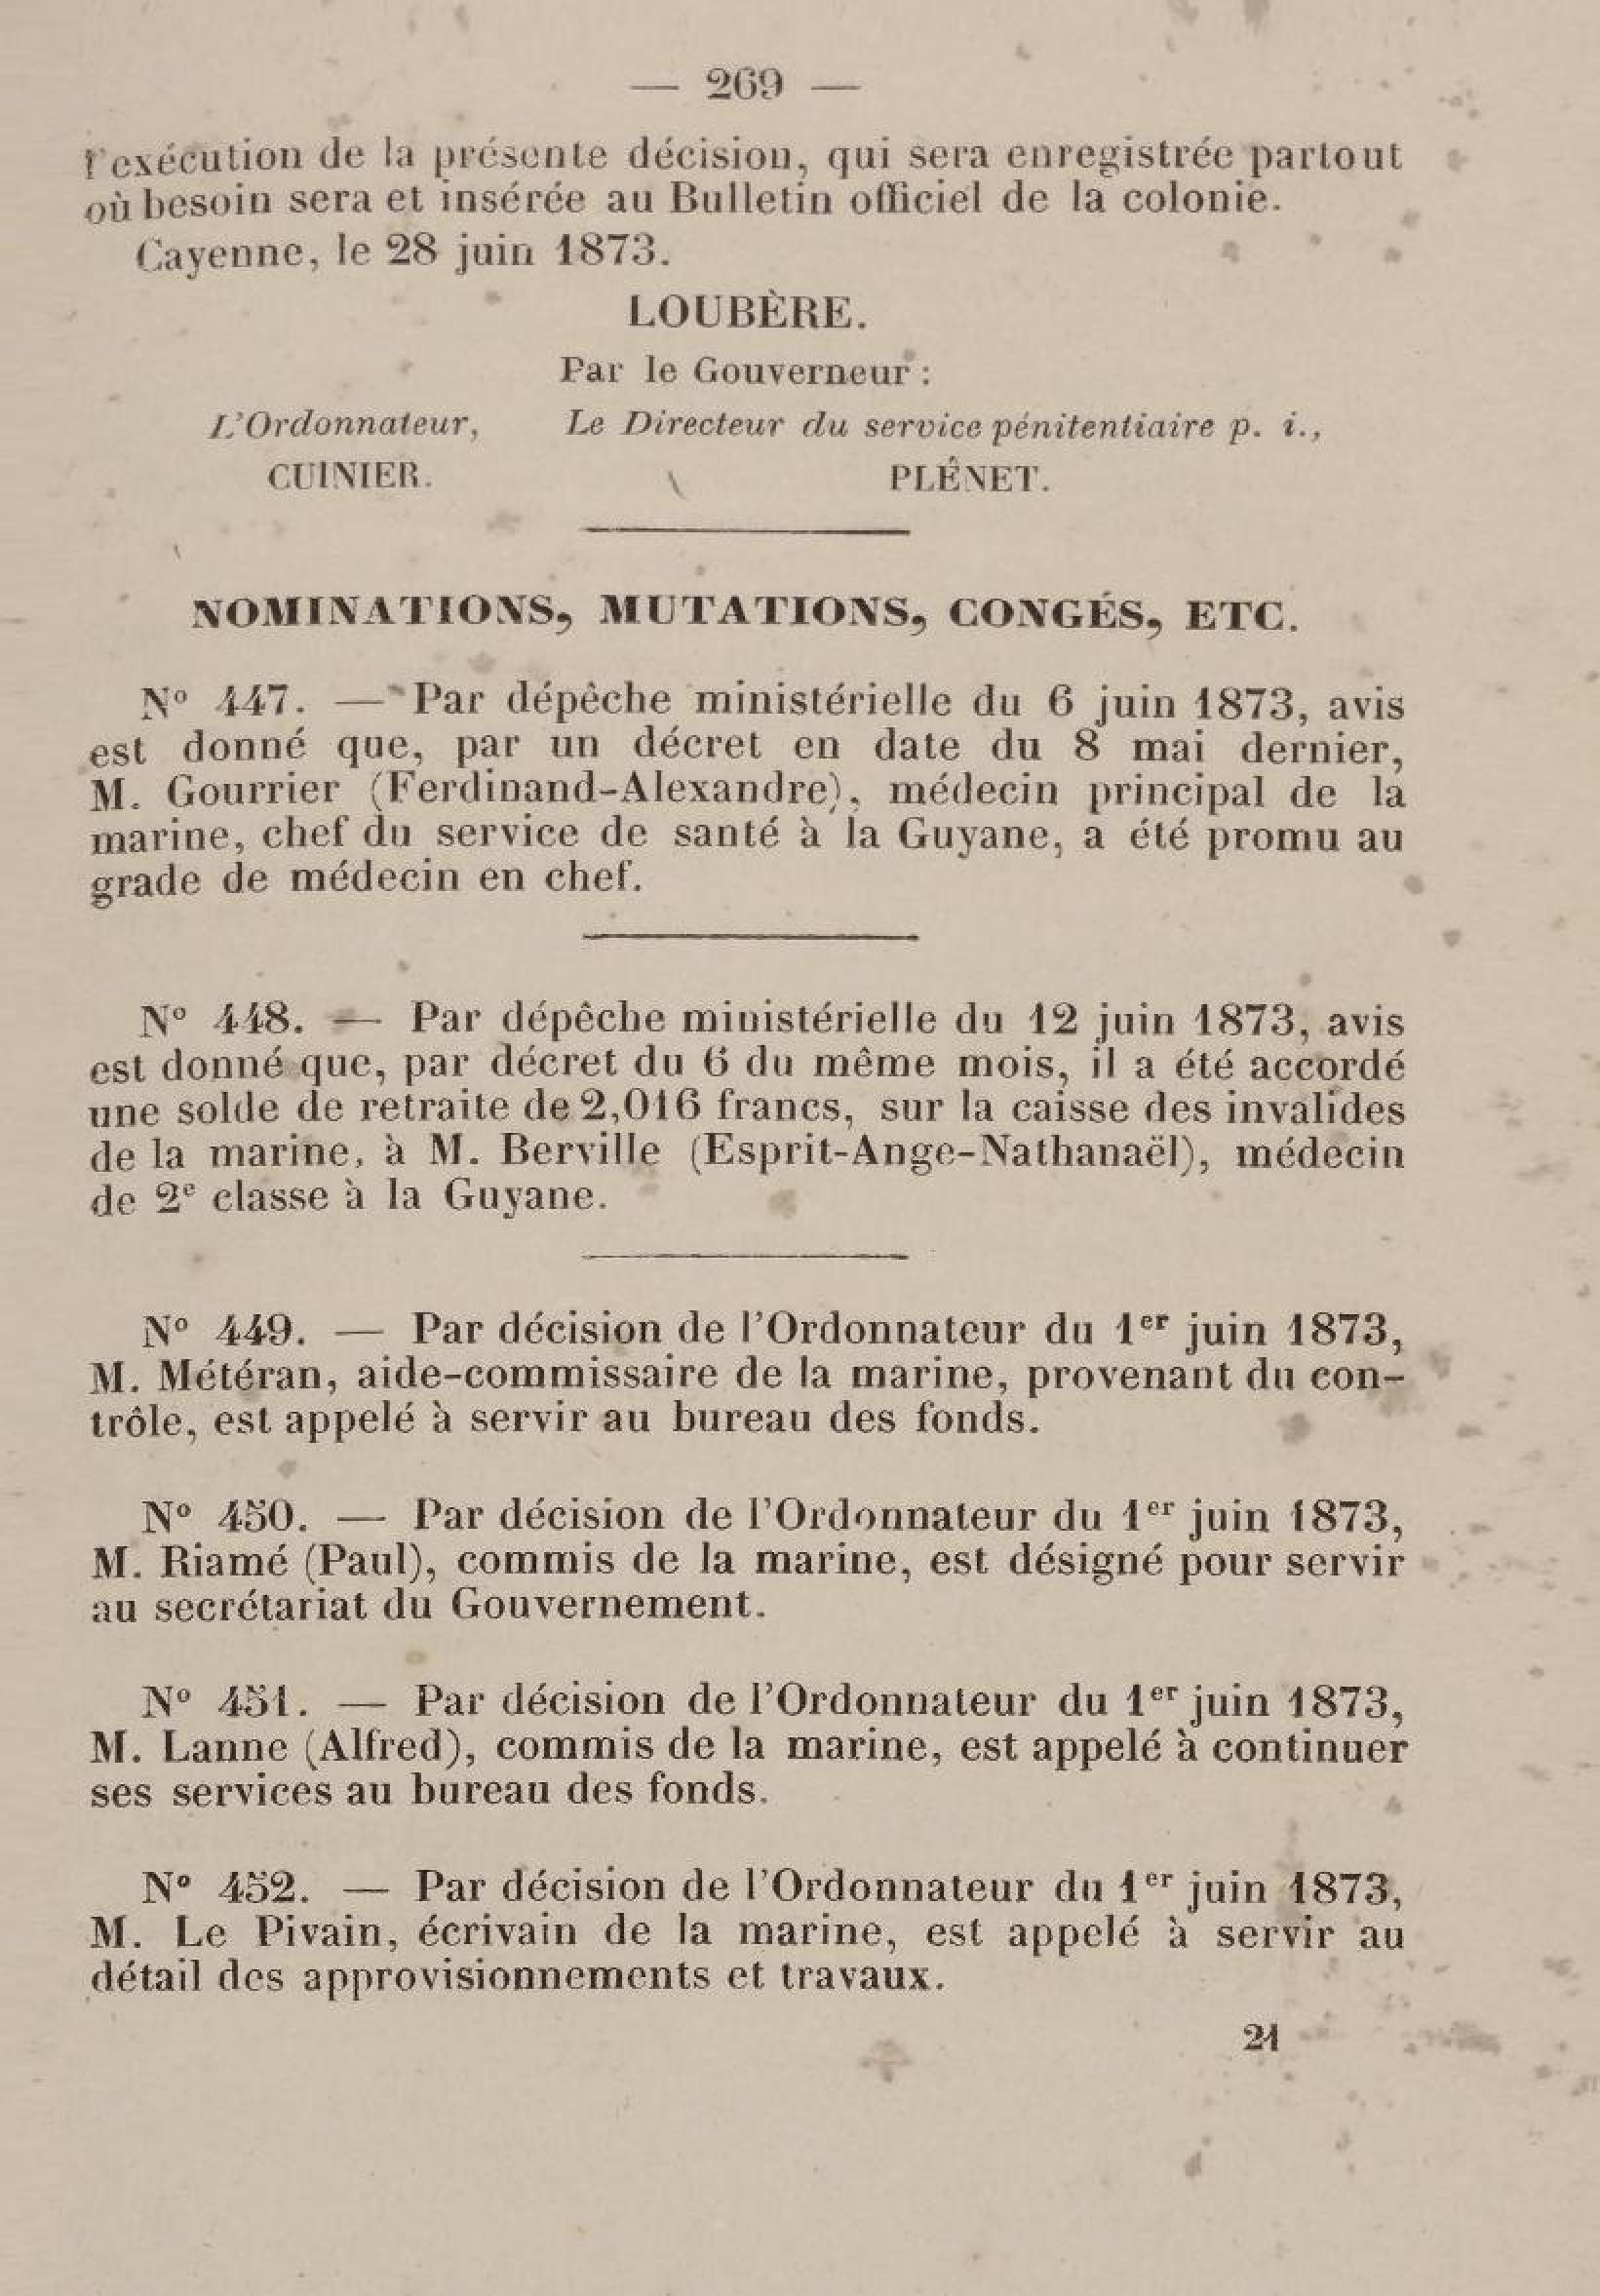 — 269 —
l'exécution de la présente décision, qui sera enregistrée partout
où besoin sera et insérée au Bulletin officiel de la colonie.
Cayenne, le 28 juin 1873.
LOUBÈRE.
Par le Gouverneur :
L'Ordonnateur, Le Directeur du service pénitentiaire p. i.,
CUINIER. PLÉNET.
NOMINATIONS, MUTATIONS, CONGÉS, ETC.
N° 447. — Par dépêche ministérielle du 6 juin 1873, avis
est donné que, par un décret en date du 8 mai dernier,
M. Gourrier (Ferdinand-Alexandre), médecin principal de la
marine, chef du service de santé à la Guyane, a été promu au
grade de médecin en chef.
N° 448. — Par dépêche ministérielle du 12 juin 1873, avis
est donné que, par décret du 6 du même mois, il a été accordé
une solde de retraite de 2,016 francs, sur la caisse des invalides
de la marine, à M. Berville (Esprit-Ange-Nathanaël), médecin
de 2e classe à la Guyane.
N° 449. — Par décision de l'Ordonnateur du 1er juin 1873,
M. Météran, aide-commissaire de la marine, provenant du con-
trôle, est appelé à servir au bureau des fonds.
N° 450. — Par décision de l'Ordonnateur du 1er juin 1873,
M. Riamé (Paul), commis de la marine, est désigné pour servir
au secrétariat du Gouvernement.
N° 451. — Par décision de l'Ordonnateur du 1er juin 1873,
M. Lanne (Alfred), commis de la marine, est appelé à continuer
ses services au bureau des fonds.
N° 452. — Par décision de l'Ordonnateur du 1er juin 1873,
M. Le Pivain, écrivain de la marine, est appelé à servir au
détail des approvisionnements et travaux.
21